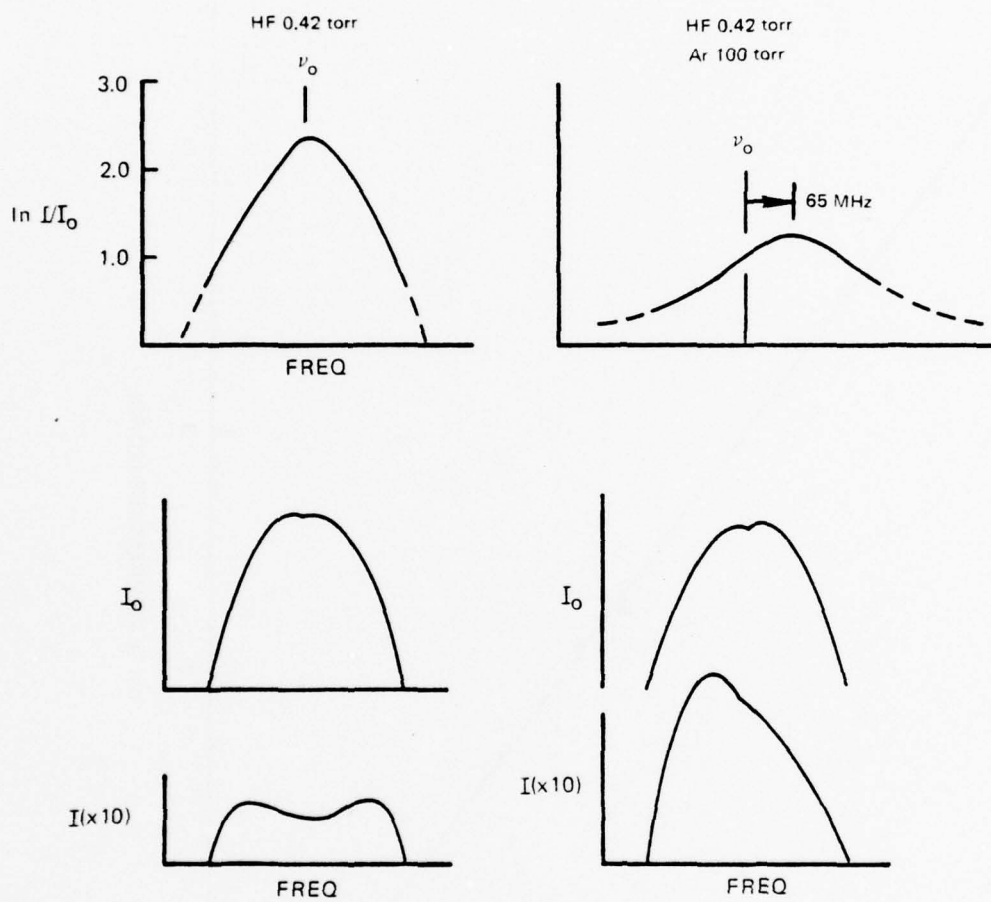 HF 0.42 torr
ν₀
3.0
2.0
1.0
ln I/I₀
FREQ
HF 0.42 torr
Ar 100 torr
ν₀
65 MHz
I₀
I(x10)
FREQ
I₀
I(x10)
FREQ